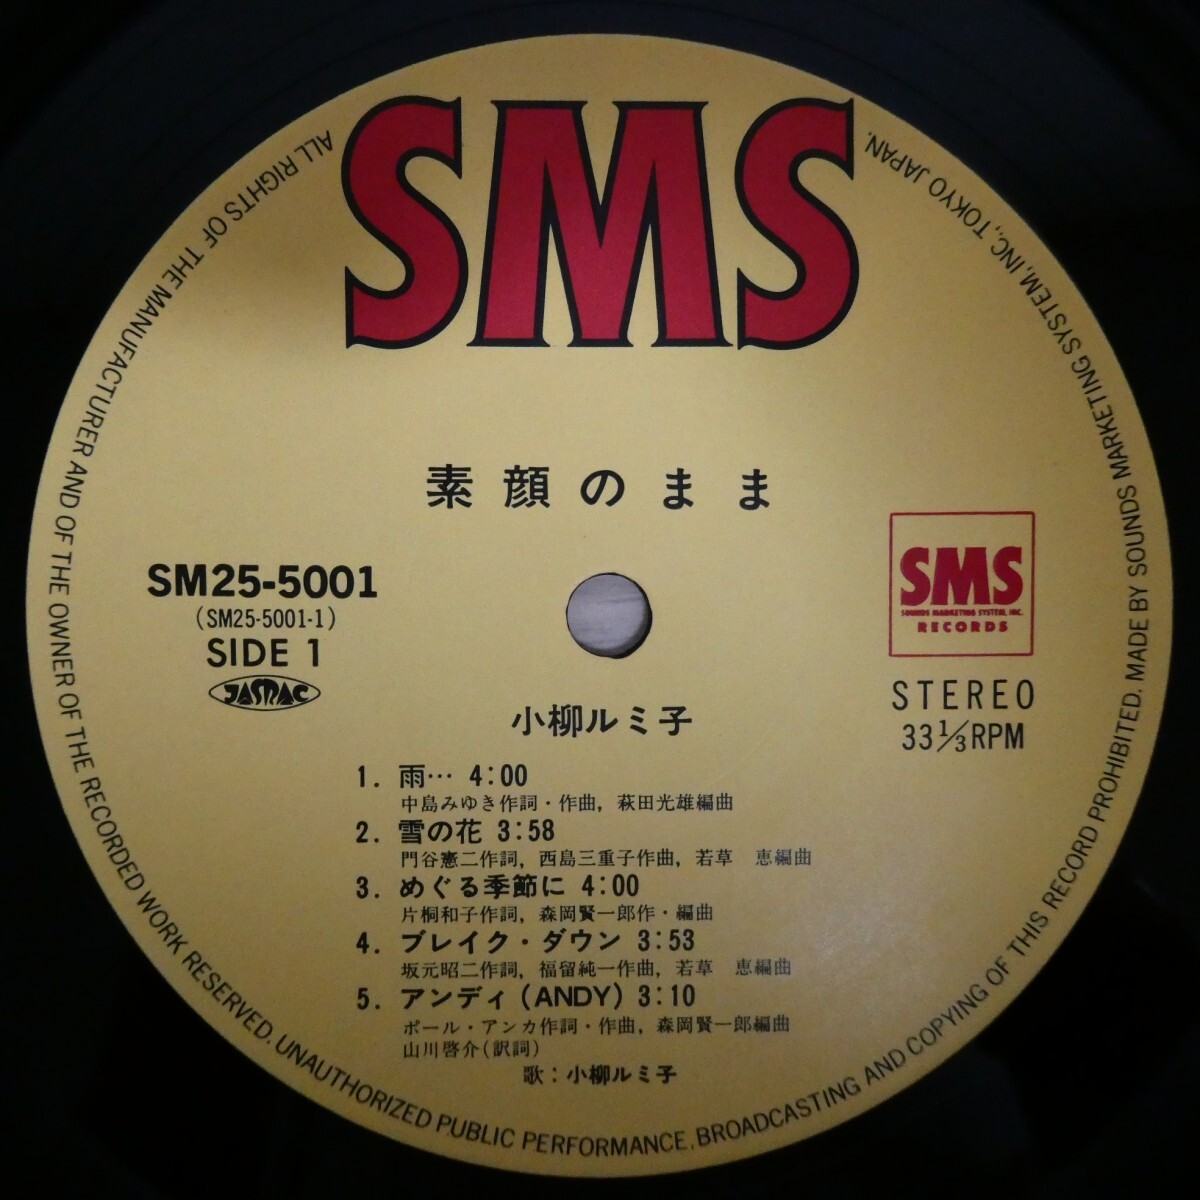 SMS
ALL RIGHTS OF THE MANUFACTURER AND OF THE OWNER OF THE RECORDED WORK RESERVED. UNAUTHORIZED PUBLIC PERFORMANCE, BROADCASTING AND COPYING OF THIS RECORD PROHIBITED. MADE BY SOUNDS MARKETING SYSTEM, INC., TOKYO JAPAN.
素顔のまま
SM25-5001
(SM25-5001-1)
SIDE 1
JASRAC
SMS
SOUNDS MARKETING SYSTEM, INC.
RECORDS
STEREO
33 1/3 RPM
小柳ルミ子
1. 雨… 4:00
中島みゆき作詞・作曲, 萩田光雄編曲
2. 雪の花 3:58
門谷憲二作詞, 西島三重子作曲, 若草 恵編曲
3. めぐる季節に 4:00
片桐和子作詞, 森岡賢一郎作・編曲
4. ブレイク・ダウン 3:53
坂元昭二作詞, 福留純一作曲, 若草 恵編曲
5. アンディ(ANDY) 3:10
ポール・アンカ作詞・作曲, 森岡賢一郎編曲
山川啓介(訳詞)
歌:小柳ルミ子